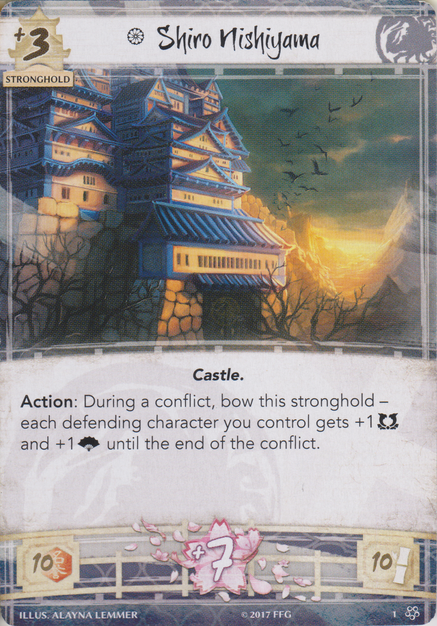 +3
Shiro Nishiyama
STRONGHOLD
Castle.
Action: During a conflict, bow this stronghold –
each defending character you control gets +1
and +1 until the end of the conflict.
10
+7
10
ILLUS. ALAYNA LEMMER
© 2017 FFG
1